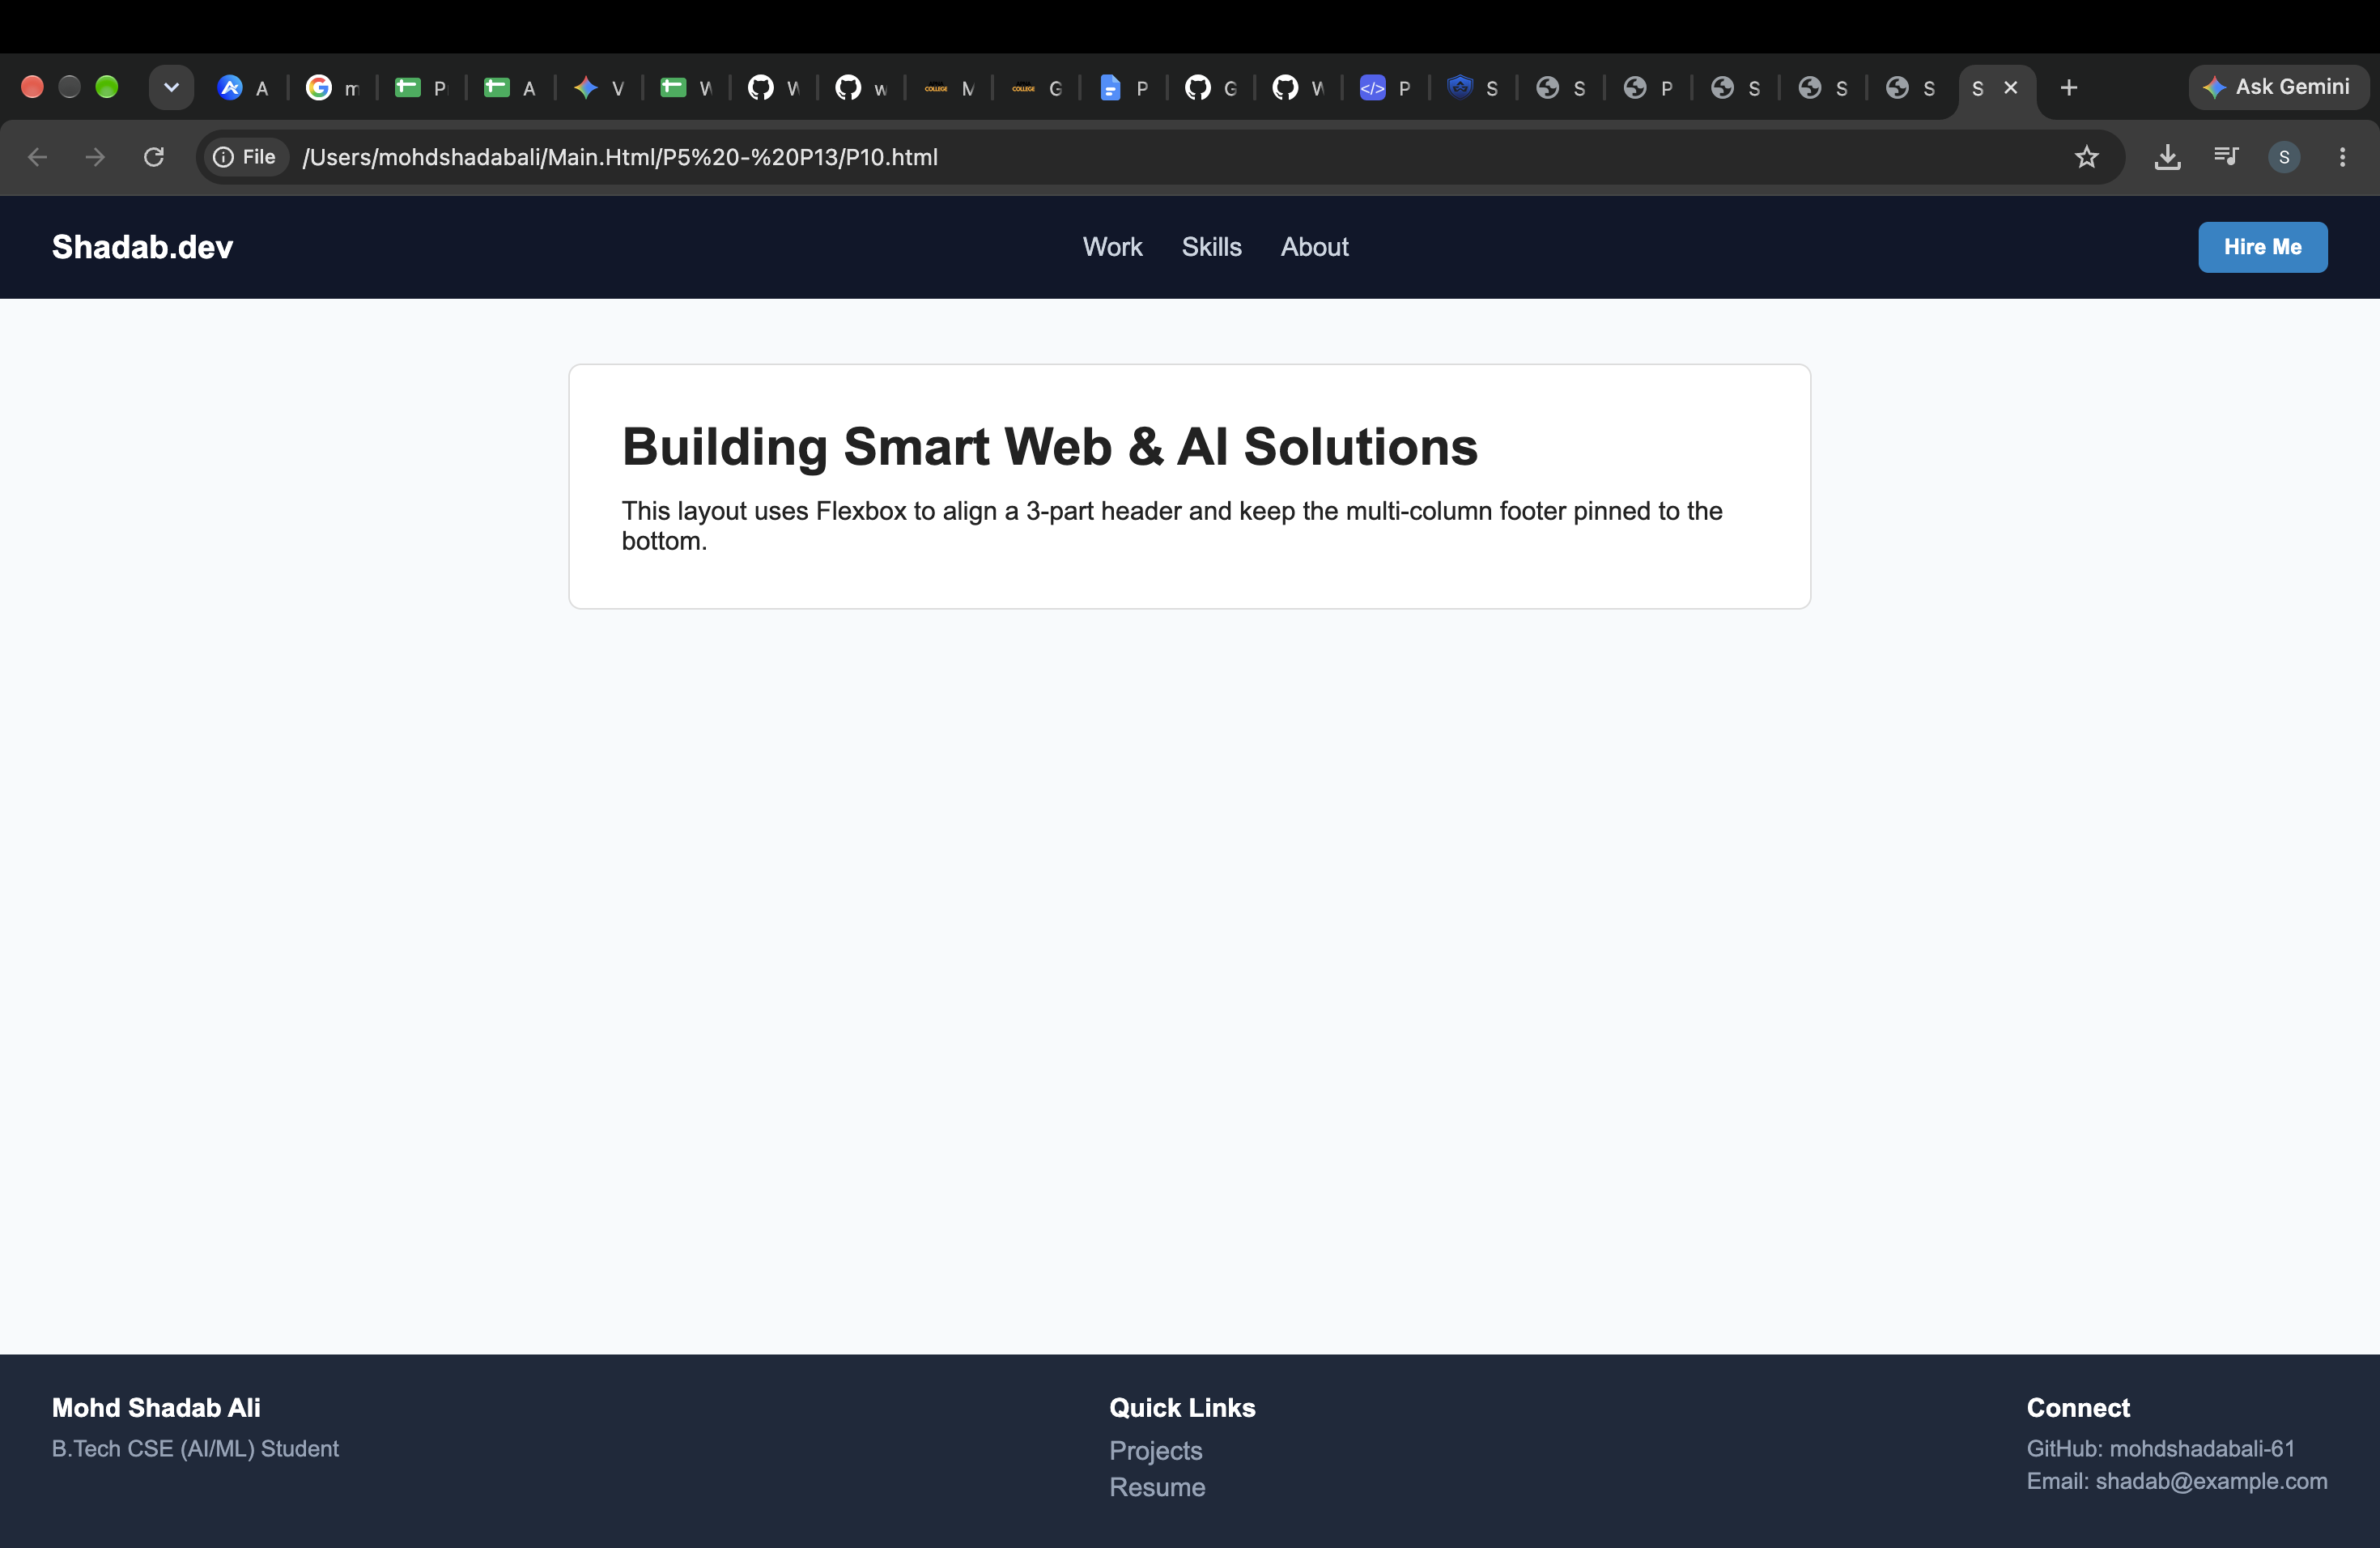 A
m
P
A
V
W
W
w
M
G
P
G
W
P
S
S
P
S
S
S
S
Ask Gemini
File /Users/mohdshadabali/Main.Html/P5%20-%20P13/P10.html
S
Shadab.dev
Work Skills About
Hire Me
Building Smart Web & AI Solutions
This layout uses Flexbox to align a 3-part header and keep the multi-column footer pinned to the
bottom.
Mohd Shadab Ali
B.Tech CSE (AI/ML) Student
Quick Links
Projects
Resume
Connect
GitHub: mohdshadabali-61
Email: shadab@example.com